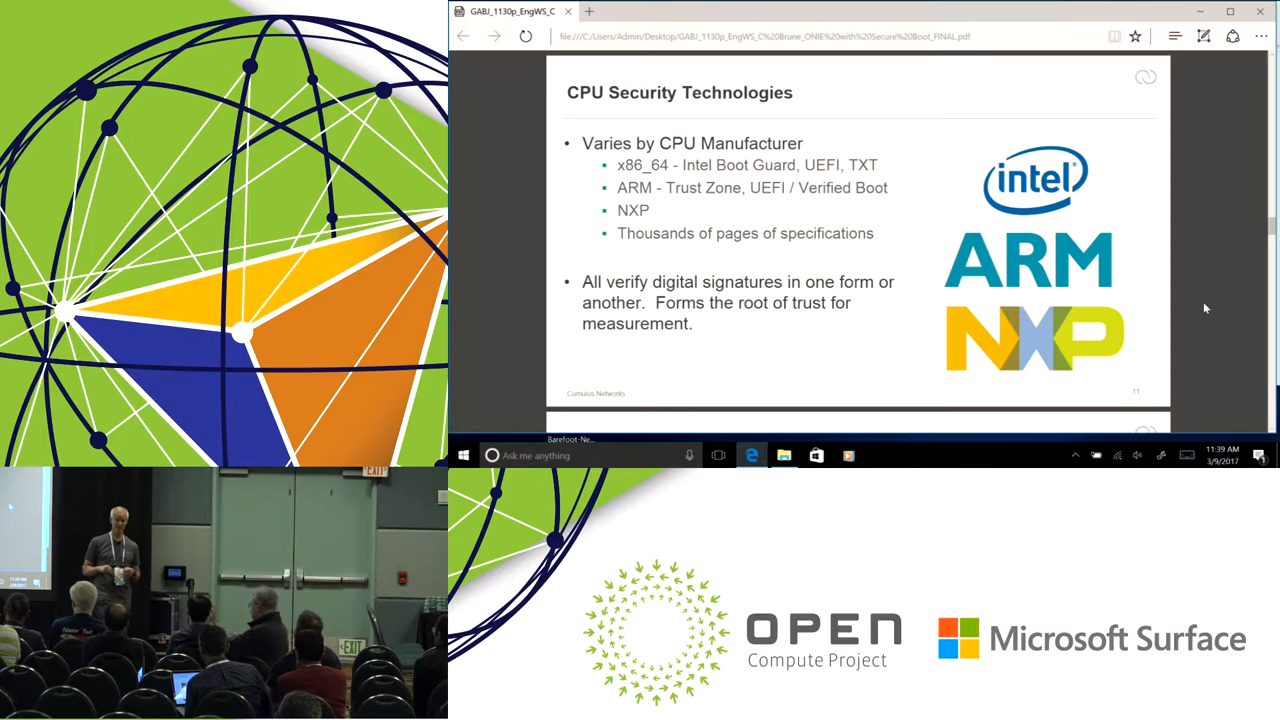 GABJ_1130p_EngWS_C
file:///C:/Users/Admin/Desktop/GABJ_1130p_EngWS_C%20Brune_ONIE%20with%20Secure%20Boot_FINAL.pdf
CPU Security Technologies
• Varies by CPU Manufacturer
▪ x86_64 - Intel Boot Guard, UEFI, TXT
▪ ARM - Trust Zone, UEFI / Verified Boot
▪ NXP
▪ Thousands of pages of specifications
• All verify digital signatures in one form or
another. Forms the root of trust for
measurement.
intel
ARM
NXP
Cumulus Networks
11
Barefoot-Ne...
Ask me anything
11:39 AM
3/9/2017
EXIT
EXIT
OPEN
Compute Project
Microsoft Surface